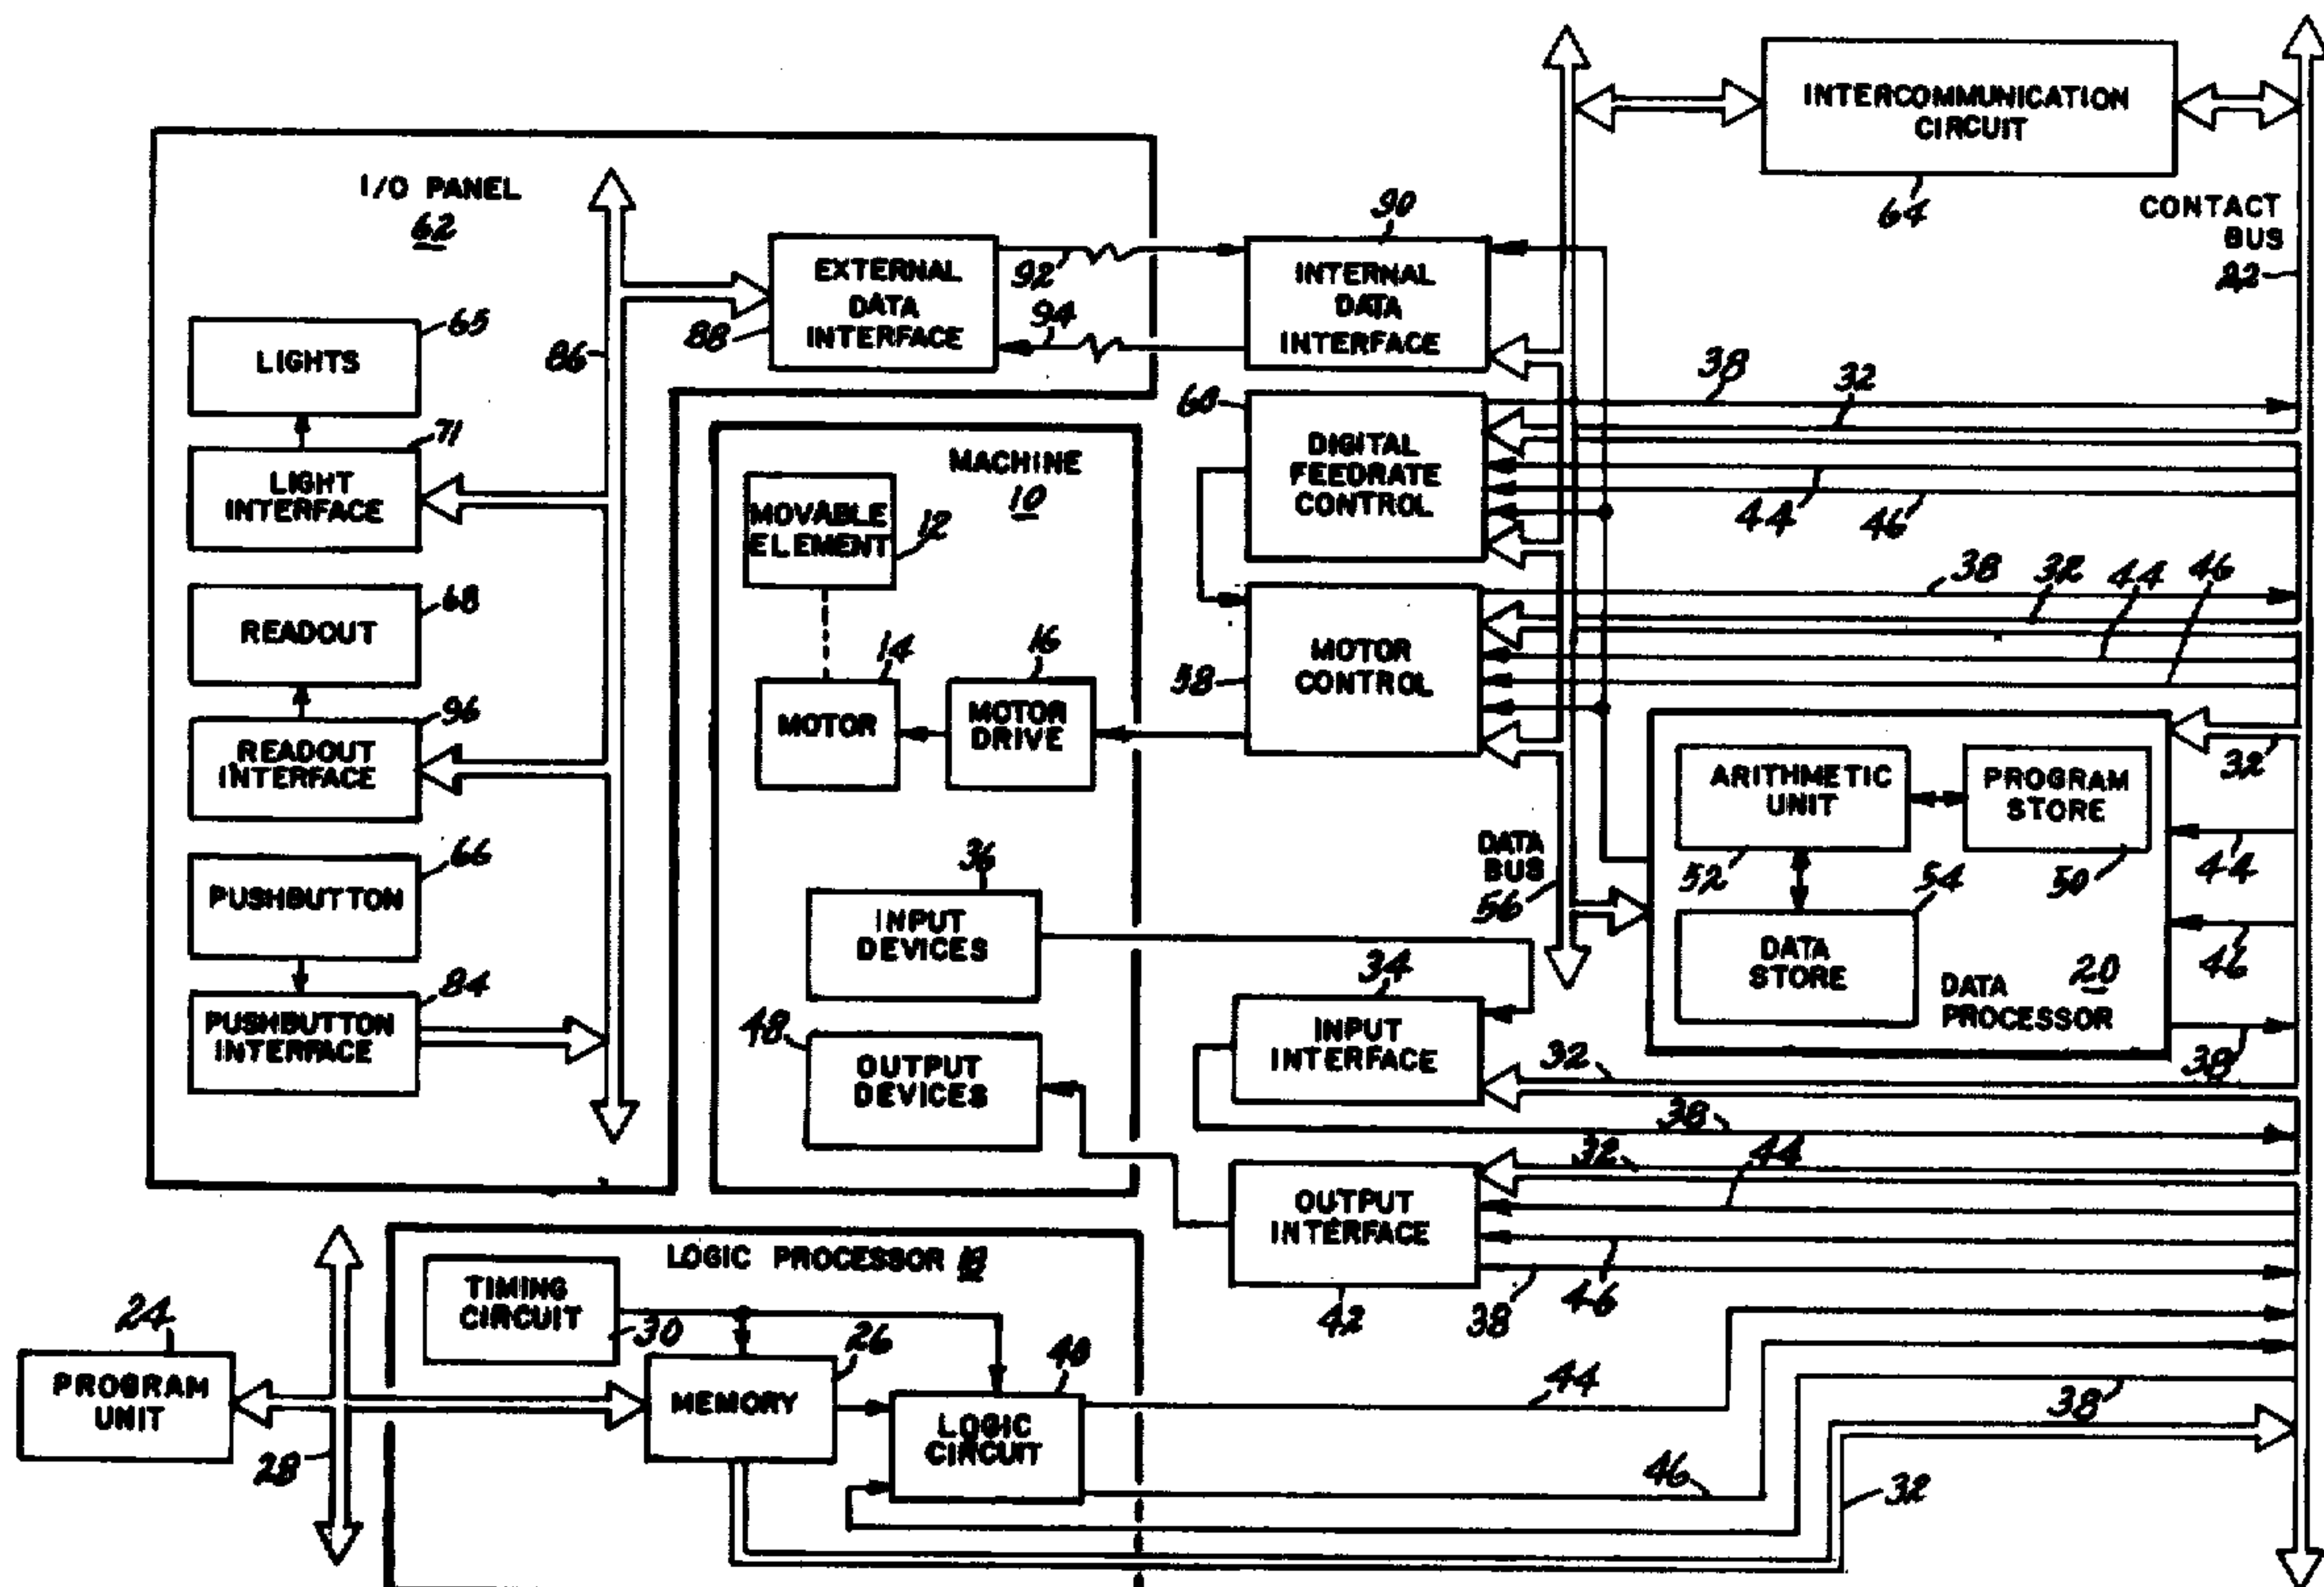 INTERCOMMUNICATION
CIRCUIT
64
CONTACT
BUS
22
I/O PANEL
62
90
EXTERNAL
DATA
INTERFACE
88
92
94
INTERNAL
DATA
INTERFACE
65
LIGHTS
86
71
LIGHT
INTERFACE
60
DIGITAL
FEEDRATE
CONTROL
38
32
44
46
MACHINE
10
MOVABLE
ELEMENT
12
68
READOUT
38
32
44
46
14
16
58
MOTOR
CONTROL
MOTOR
MOTOR
DRIVE
96
READOUT
INTERFACE
ARITHMETIC
UNIT
52
PROGRAM
STORE
50
32
44
66
PUSHBUTTON
36
INPUT
DEVICES
DATA
BUS
56
54
DATA
STORE
DATA
PROCESSOR
20
46
38
84
PUSHBUTTON
INTERFACE
48
OUTPUT
DEVICES
34
INPUT
INTERFACE
32
38
32
44
OUTPUT
INTERFACE
42
46
38
LOGIC PROCESSOR 18
TIMING
CIRCUIT
30
24
PROGRAM
UNIT
28
26
MEMORY
40
LOGIC
CIRCUIT
44
38
46
32